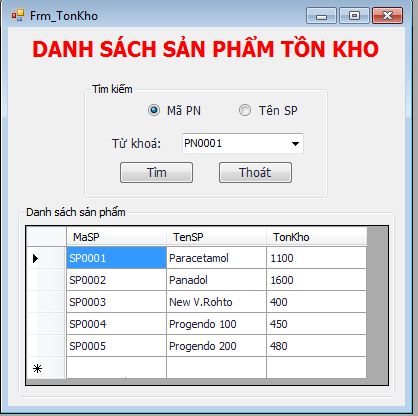 Frm_TonKho
DANH SÁCH SẢN PHẨM TỒN KHO
Tìm kiếm
Mã PN Tên SP
Từ khoá: PN0001
Tìm Thoát
Danh sách sản phẩm
MaSP TenSP TonKho
SP0001 Paracetamol 1100
SP0002 Panadol 1600
SP0003 New V.Rohto 400
SP0004 Progendo 100 450
SP0005 Progendo 200 480